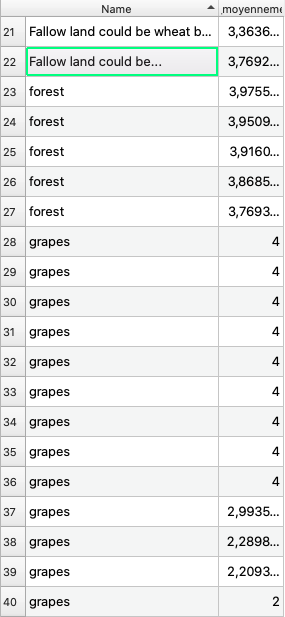 Name _moyenneme
21 Fallow land could be wheat b... 3,3636...
22 Fallow land could be... 3,7692...
23 forest 3,9755...
24 forest 3,9509...
25 forest 3,9160...
26 forest 3,8685...
27 forest 3,7693...
28 grapes 4
29 grapes 4
30 grapes 4
31 grapes 4
32 grapes 4
33 grapes 4
34 grapes 4
35 grapes 4
36 grapes 4
37 grapes 2,9935...
38 grapes 2,2898...
39 grapes 2,2093...
40 grapes 2